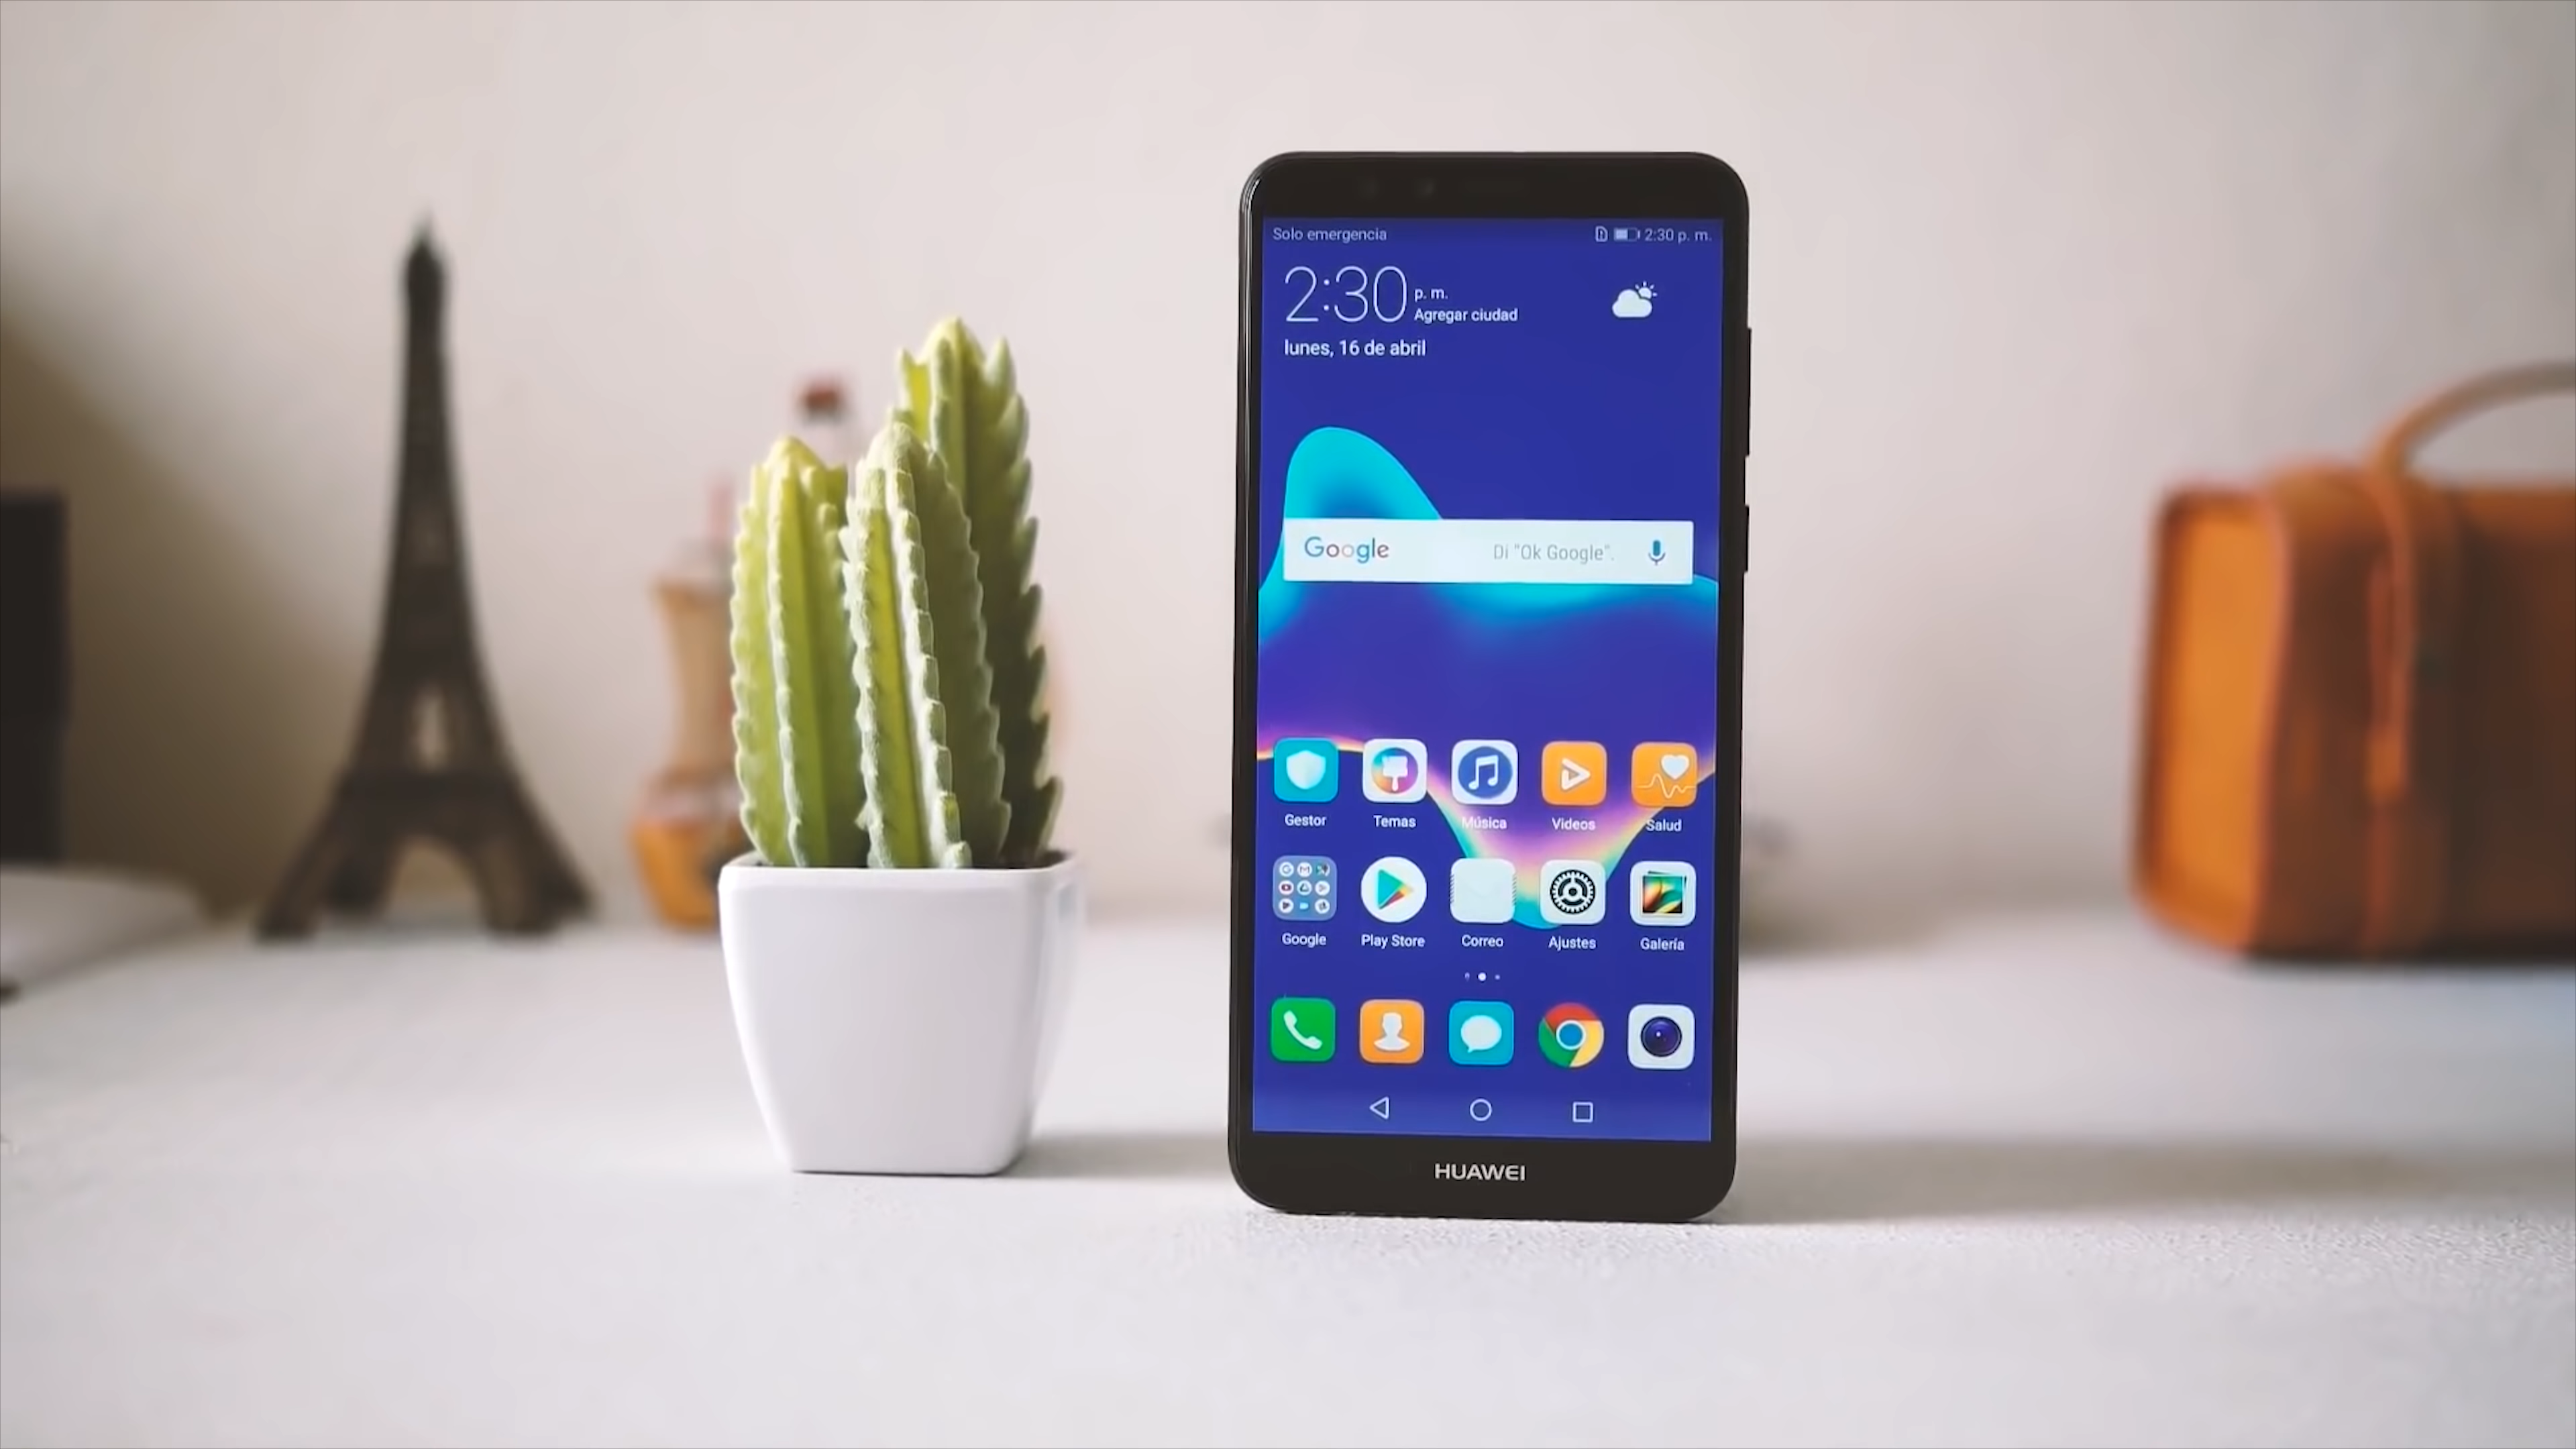 Solo emergencia 2:30 p. m.
2:30 p. m.
Agregar ciudad
lunes, 16 de abril
Google Di "Ok Google".
Gestor Temas Música Videos Salud
Google Play Store Correo Ajustes Galería
HUAWEI